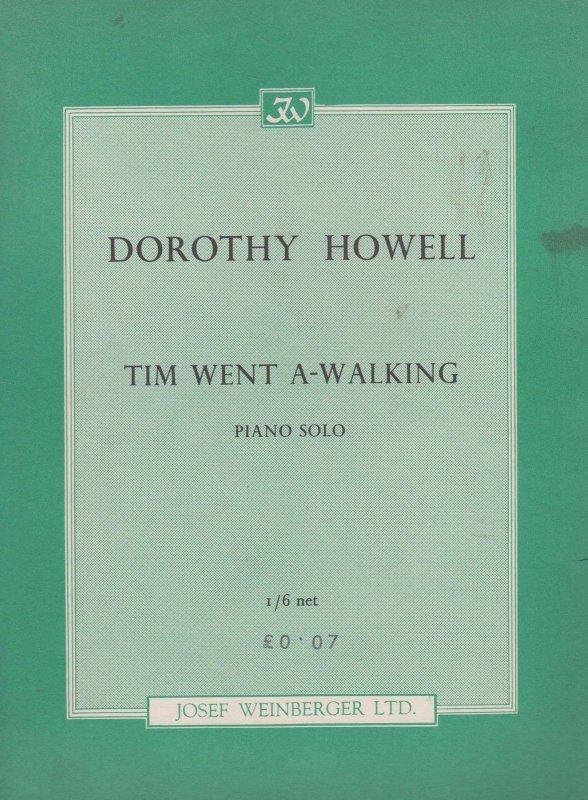 JW
DOROTHY HOWELL
TIM WENT A-WALKING
PIANO SOLO
1/6 net
£0·07
JOSEF WEINBERGER LTD.